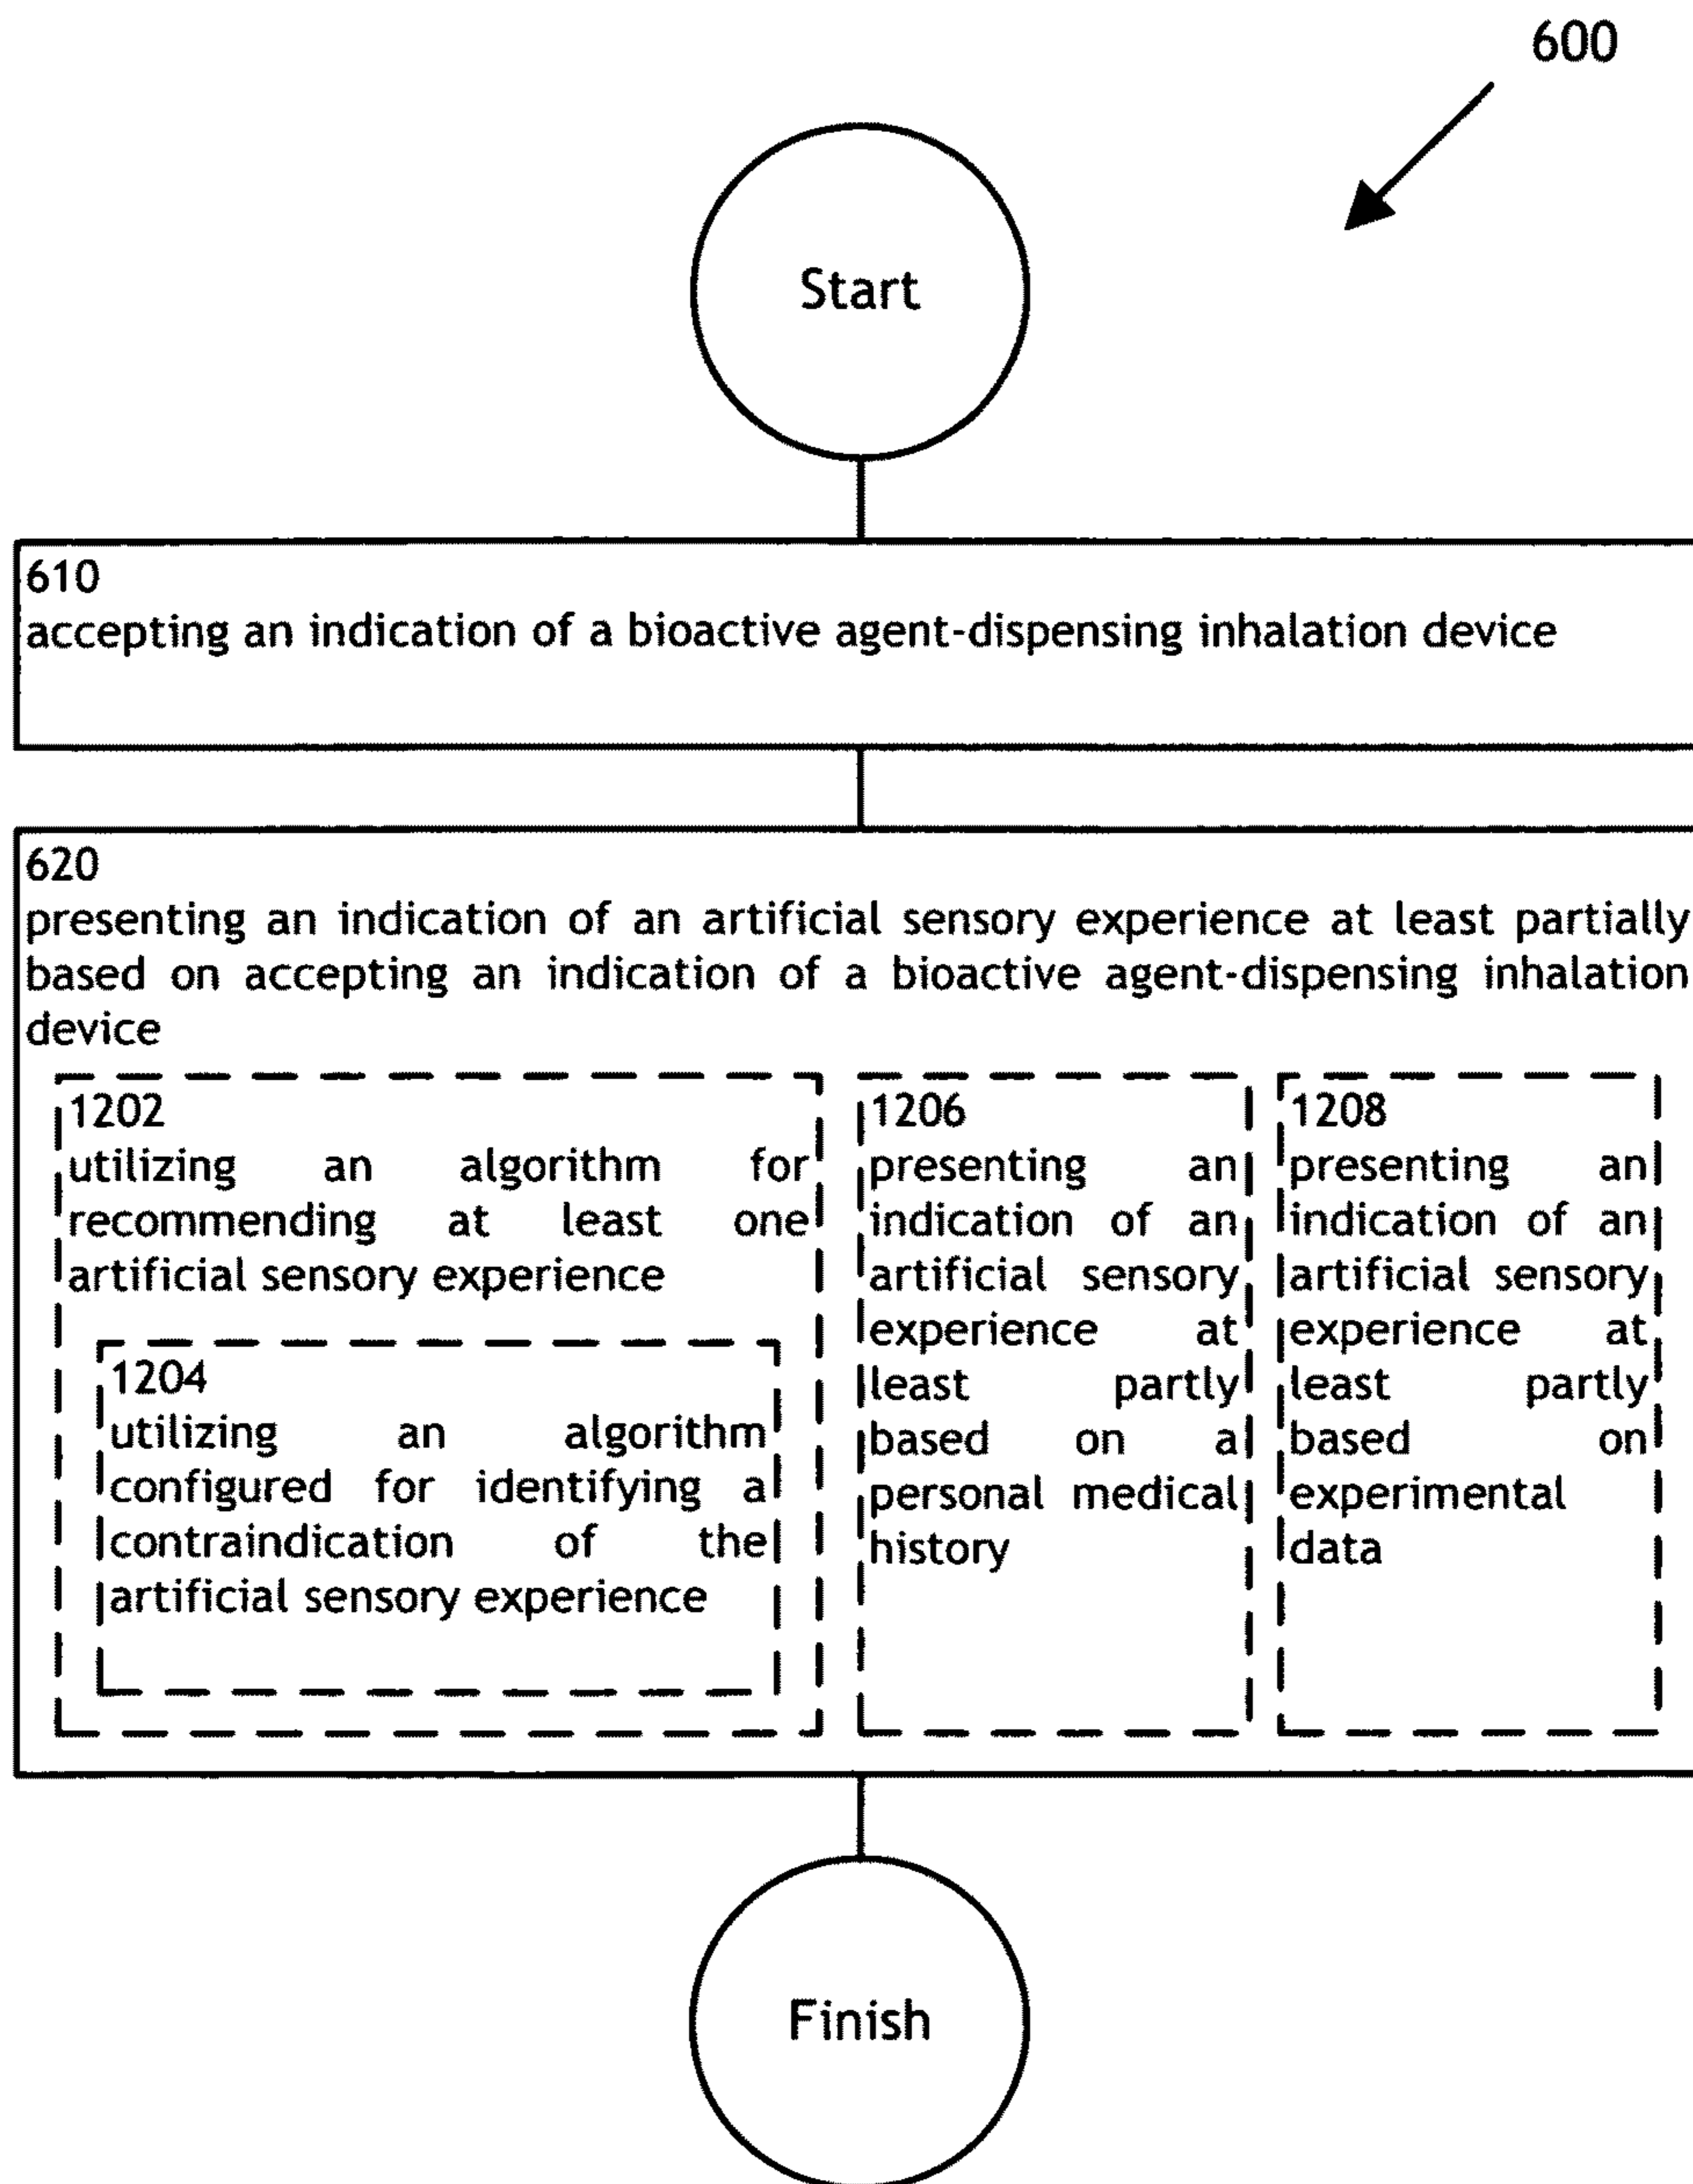 600
Start
610
accepting an indication of a bioactive agent-dispensing inhalation device
620
presenting an indication of an artificial sensory experience at least partially
based on accepting an indication of a bioactive agent-dispensing inhalation
device
1202
utilizing an algorithm for
recommending at least one
artificial sensory experience
1204
utilizing an algorithm
configured for identifying a
contraindication of the
artificial sensory experience
1206
presenting an
indication of an
artificial sensory
experience at
least partly
based on a
personal medical
history
1208
presenting an
indication of an
artificial sensory
experience at
least partly
based on
experimental
data
Finish